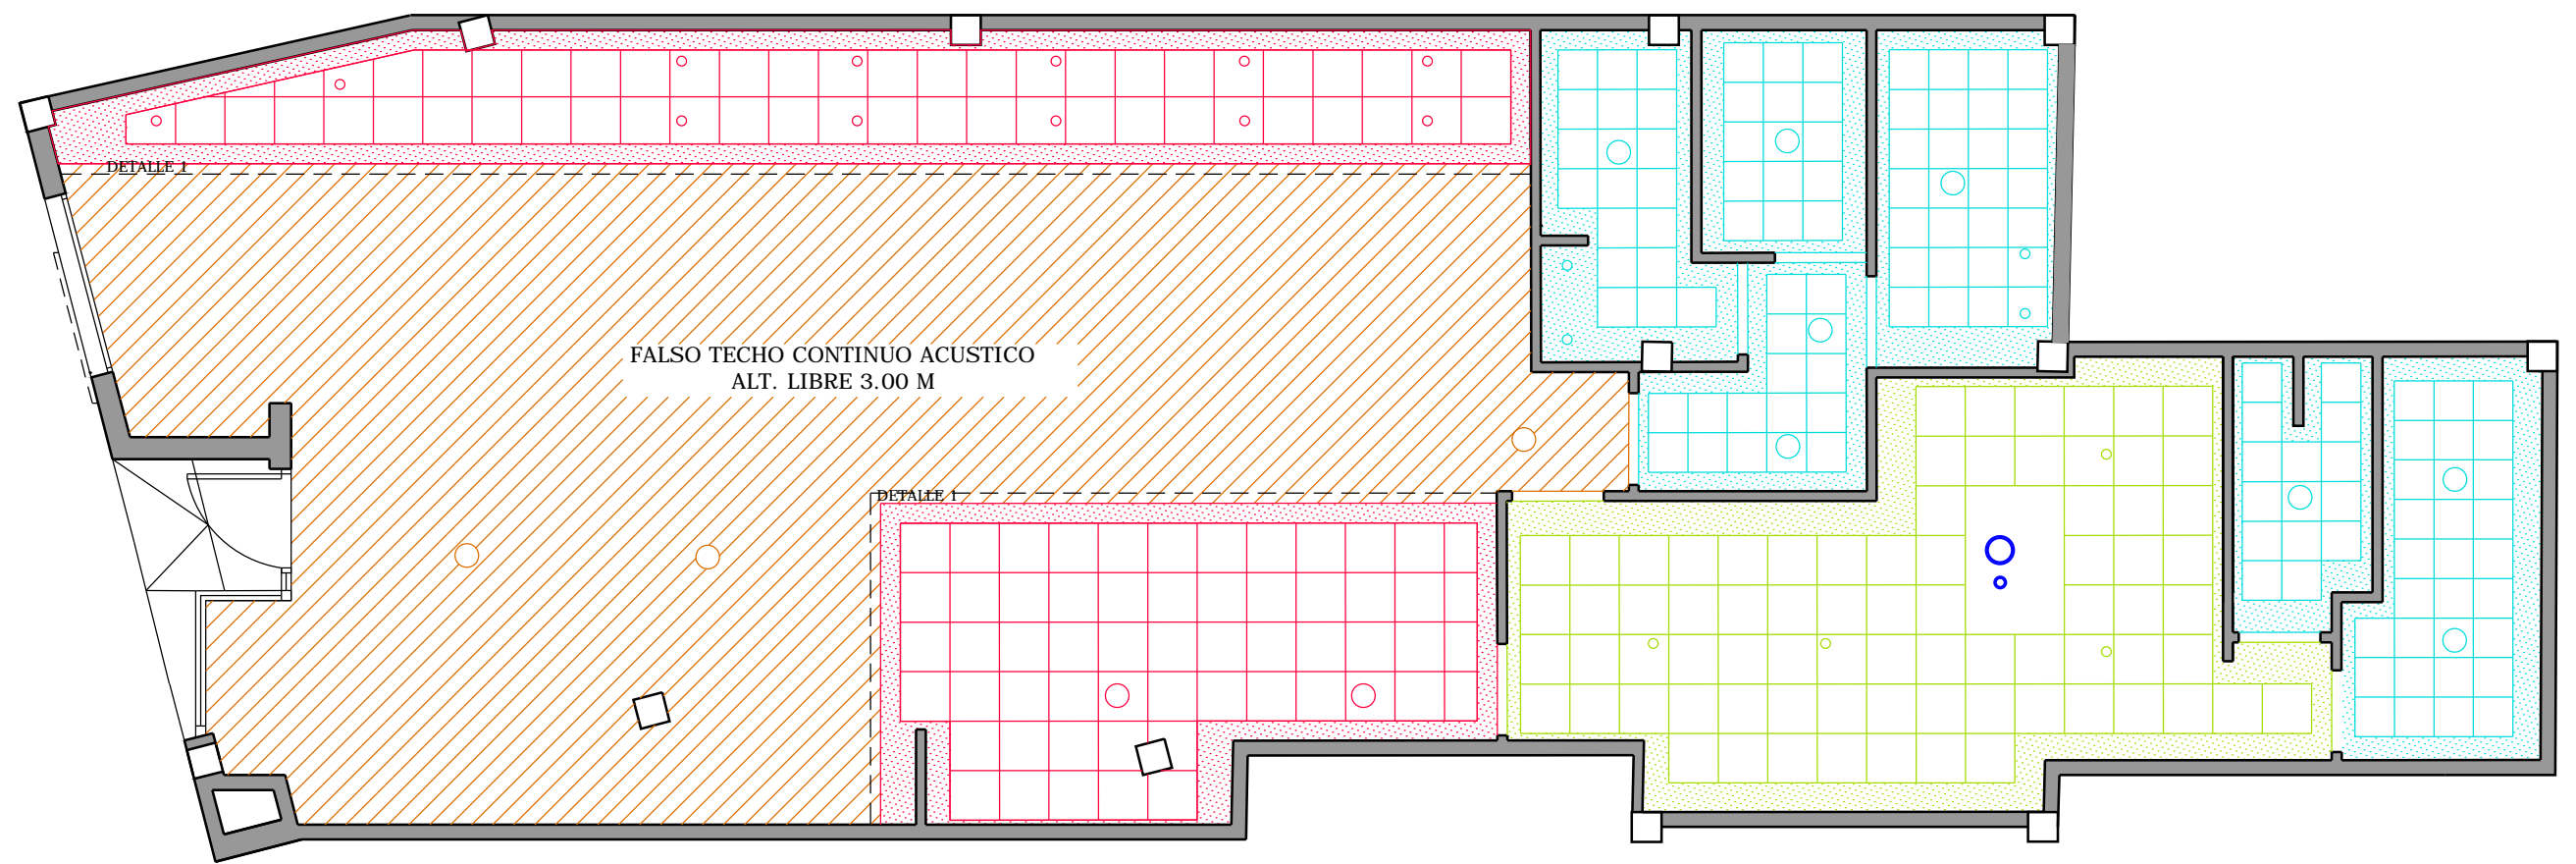 DETALLE 1
FALSO TECHO CONTINUO ACUSTICO
ALT. LIBRE 3.00 M
DETALLE 1